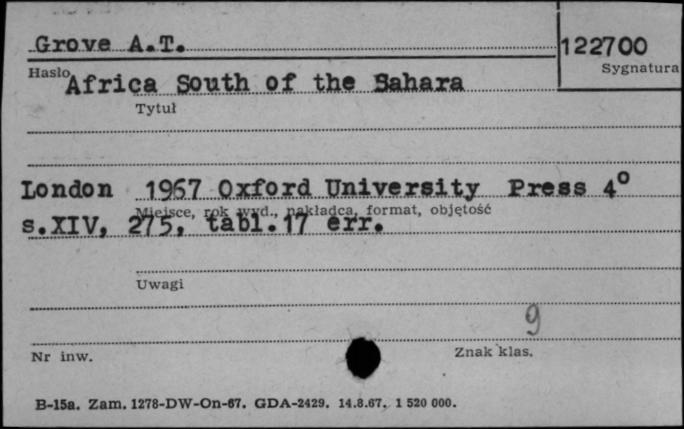 Grove A.T.
122700
Hasło
Sygnatura
Africa South of the Sahara
Tytuł
London 1967 Oxford University Press 4°
Miejsce, rok wyd., nakładca, format, objętość
s.XIV, 275, tabl.17 err.
Uwagi
9
Nr inw.
Znak klas.
B-15a. Zam. 1278-DW-On-67. GDA-2429. 14.8.67. 1 520 000.